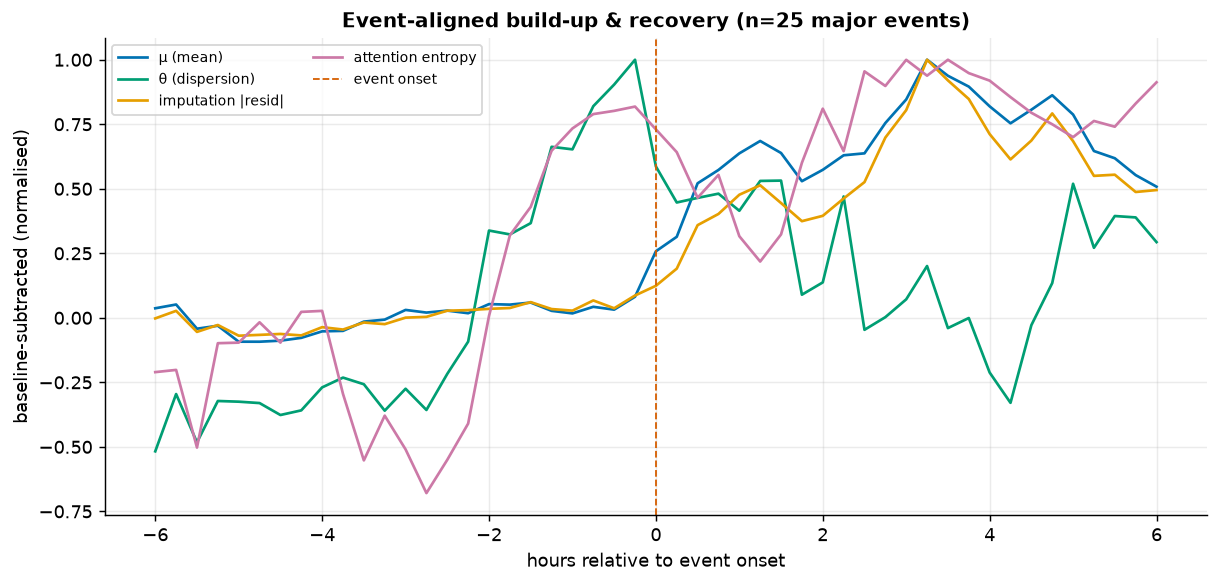 Event-aligned build-up & recovery (n=25 major events)
μ (mean)
θ (dispersion)
imputation |resid|
attention entropy
event onset
baseline-subtracted (normalised)
1.00
0.75
0.50
0.25
0.00
−0.25
−0.50
−0.75
−6
−4
−2
0
2
4
6
hours relative to event onset